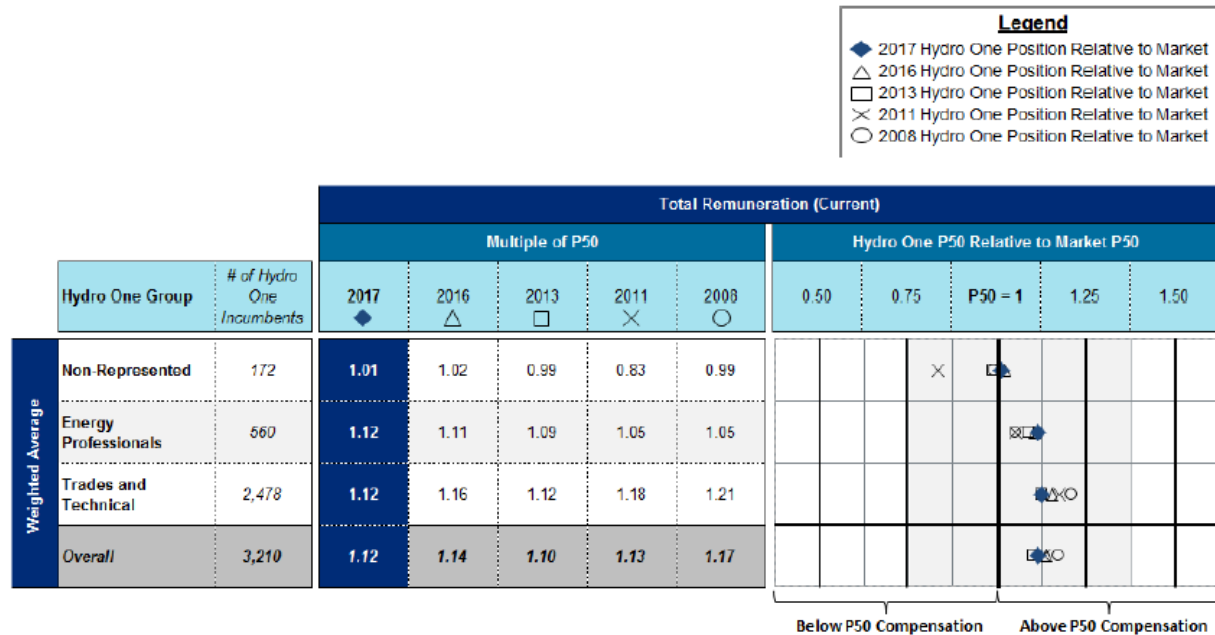 Legend
2017 Hydro One Position Relative to Market
2016 Hydro One Position Relative to Market
2013 Hydro One Position Relative to Market
2011 Hydro One Position Relative to Market
2008 Hydro One Position Relative to Market
Total Remuneration (Current)
Multiple of P50
Hydro One P50 Relative to Market P50
Hydro One Group
# of Hydro
One
Incumbents
2017 2016 2013 2011 2008
0.50 0.75 P50 = 1 1.25 1.50
Weighted Average
Non-Represented 172 1.01 1.02 0.99 0.83 0.99
Energy
Professionals 560 1.12 1.11 1.09 1.05 1.05
Trades and
Technical 2,478 1.12 1.16 1.12 1.18 1.21
Overall 3,210 1.12 1.14 1.10 1.13 1.17
Below P50 Compensation Above P50 Compensation